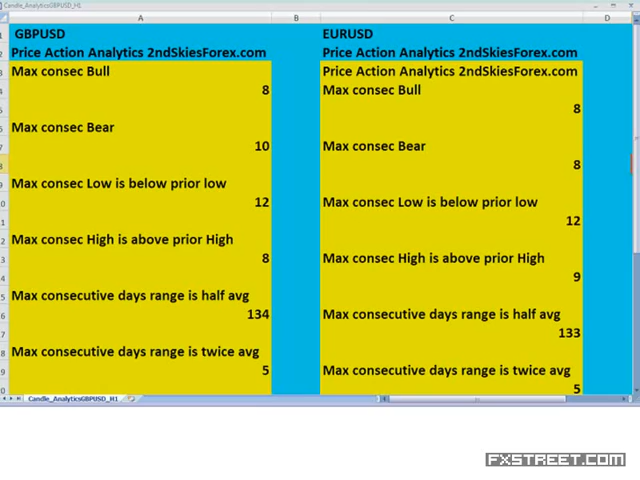 Candle_AnalyticsGBPUSD_H1
A B C D
GBPUSD
Price Action Analytics 2ndSkiesForex.com
Max consec Bull
8
Max consec Bear
10
Max consec Low is below prior low
12
Max consec High is above prior High
8
Max consecutive days range is half avg
134
Max consecutive days range is twice avg
5
EURUSD
Price Action Analytics 2ndSkiesForex.com
Price Action Analytics 2ndSkiesForex.com
Max consec Bull
8
Max consec Bear
8
Max consec Low is below prior low
12
Max consec High is above prior High
9
Max consecutive days range is half avg
133
Max consecutive days range is twice avg
5
Candle_AnalyticsGBPUSD_H1
FXSTREET.COM